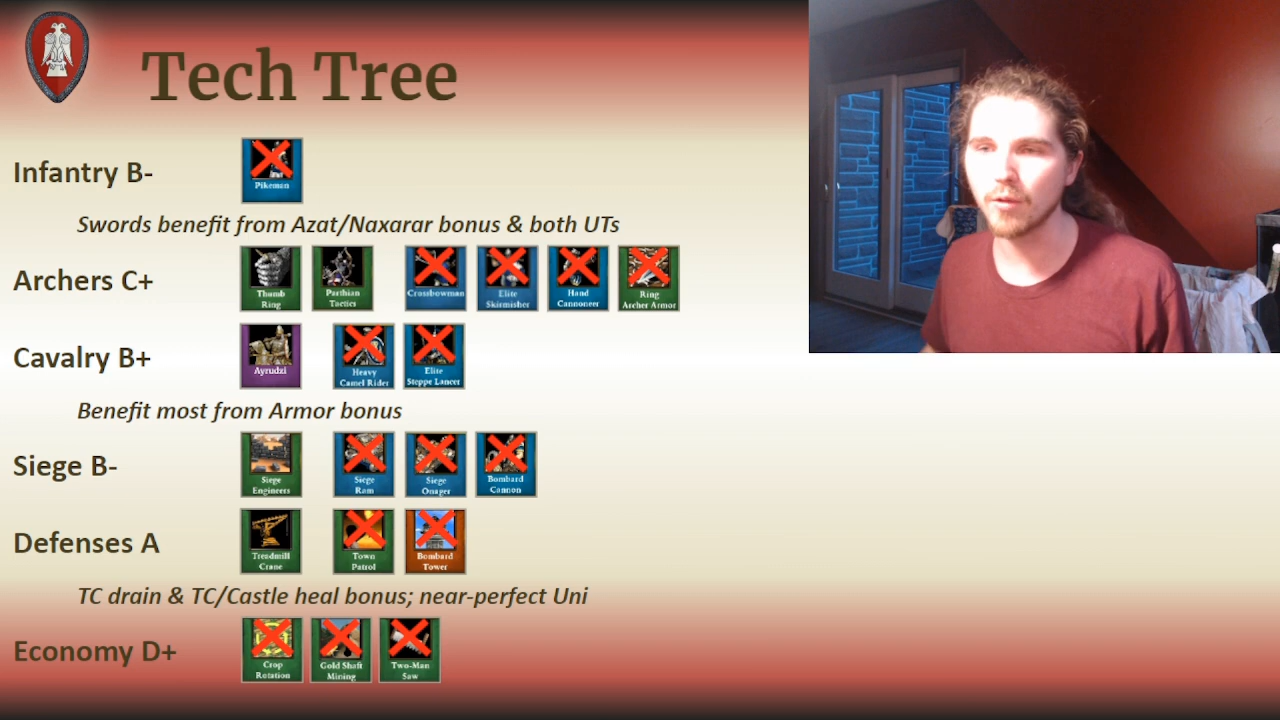 Tech Tree
Infantry B-
Pikeman
Swords benefit from Azat/Naxarar bonus & both UTs
Archers C+
Thumb Ring
Parthian Tactics
Crossbowman
Elite Skirmisher
Hand Cannoneer
Ring Archer Armor
Cavalry B+
Ayrudzi
Heavy Camel Rider
Elite Steppe Lancer
Benefit most from Armor bonus
Siege B-
Siege Engineers
Siege Ram
Siege Onager
Bombard Cannon
Defenses A
Treadmill Crane
Town Patrol
Bombard Tower
TC drain & TC/Castle heal bonus; near-perfect Uni
Economy D+
Crop Rotation
Gold Shaft Mining
Two-Man Saw